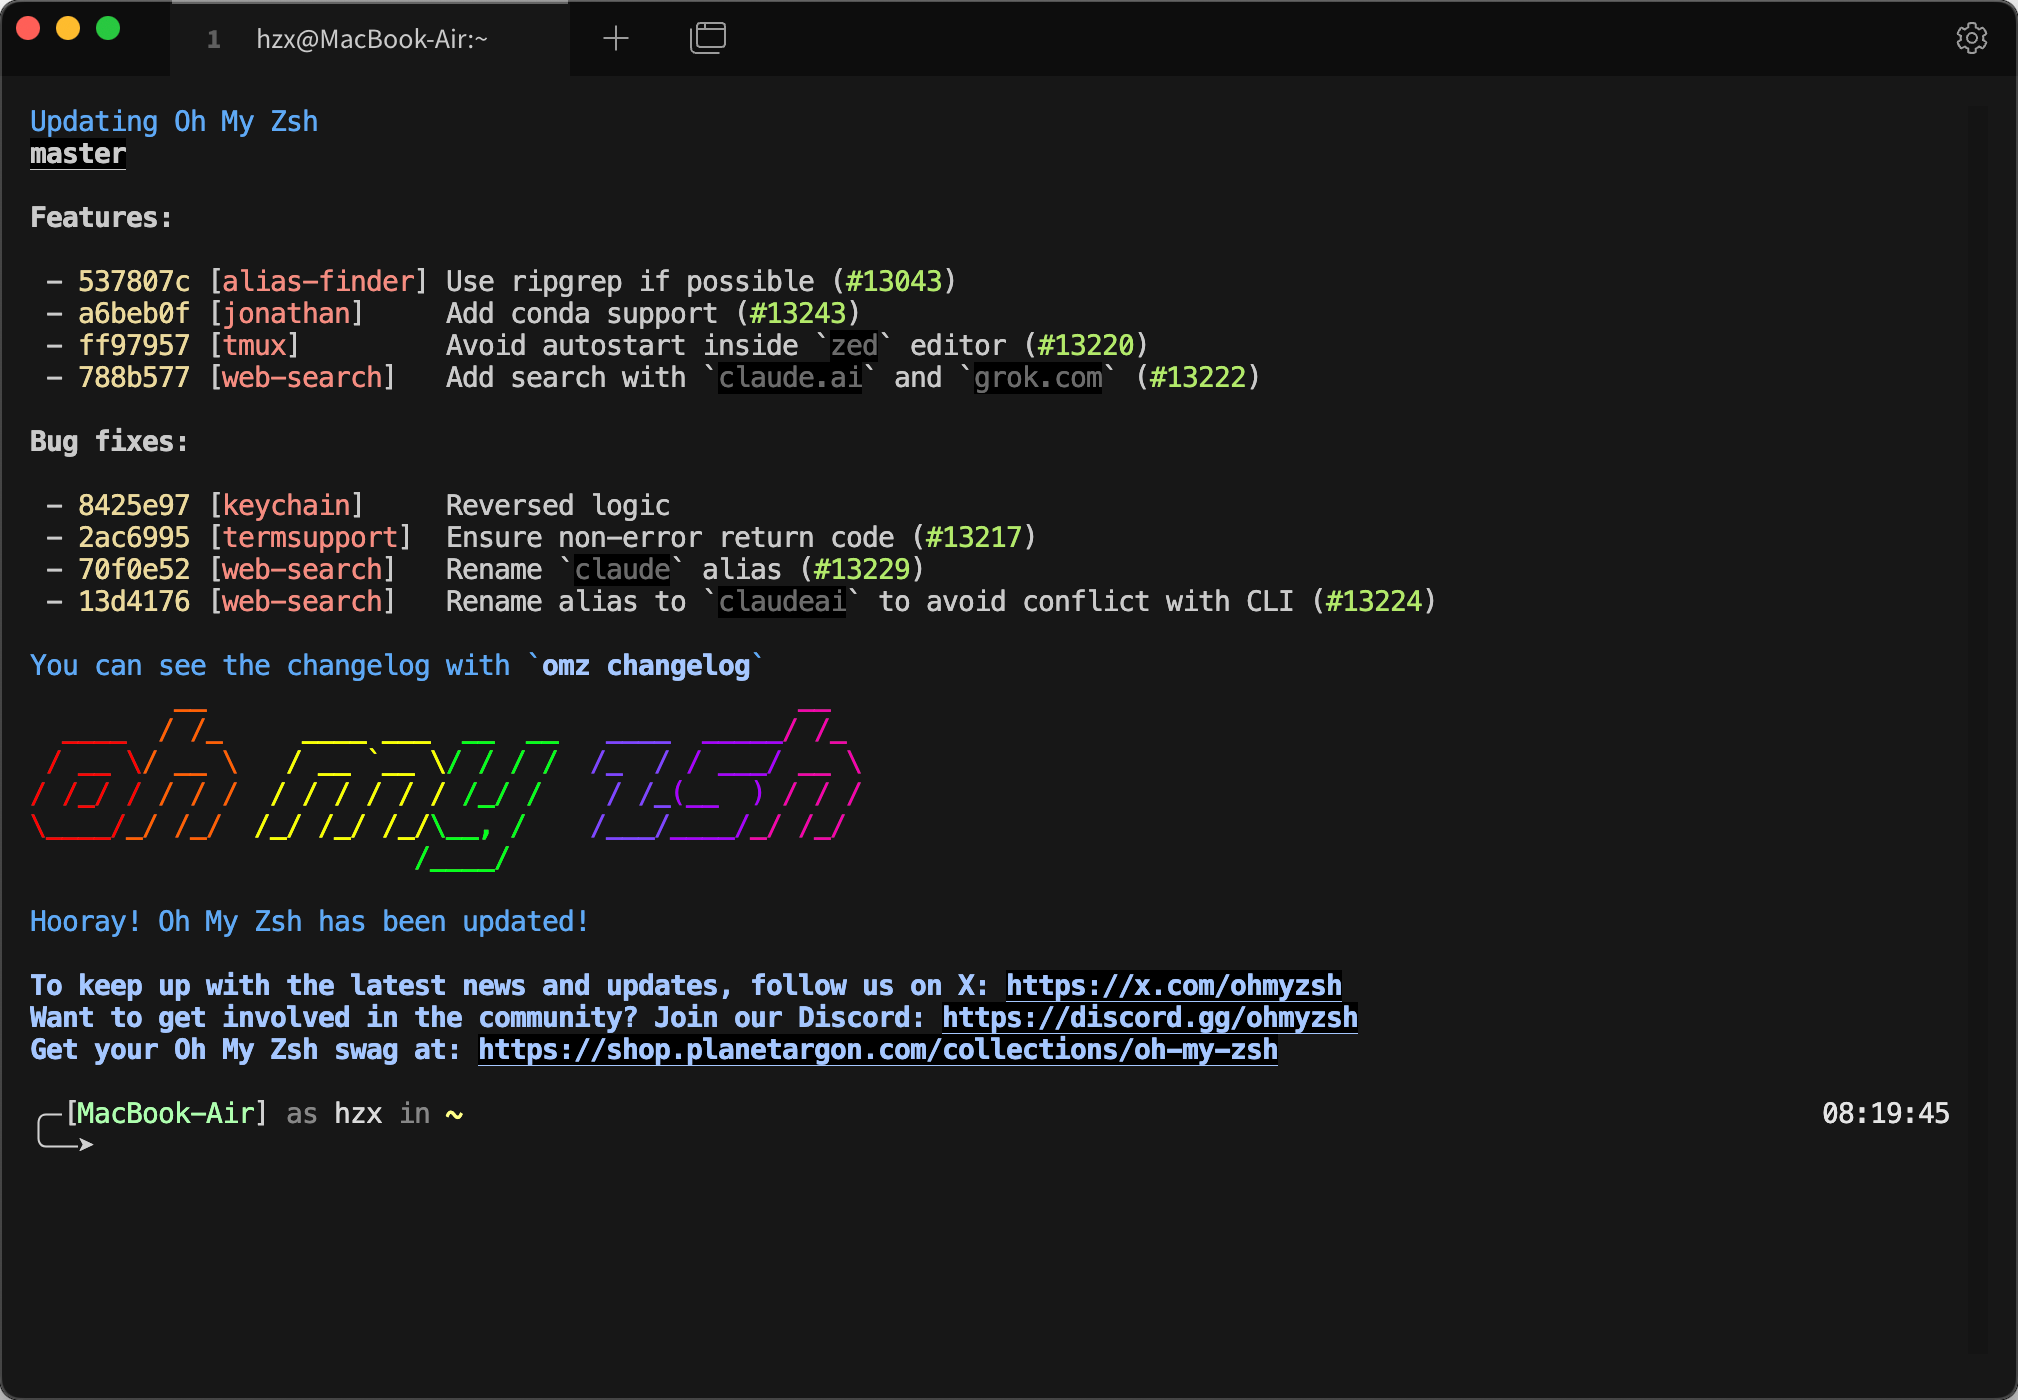 1 hzx@MacBook-Air:~
Updating Oh My Zsh
master
Features:
 - 537807c [alias-finder] Use ripgrep if possible (#13043)
 - a6beb0f [jonathan]     Add conda support (#13243)
 - ff97957 [tmux]         Avoid autostart inside `zed` editor (#13220)
 - 788b577 [web-search]   Add search with `claude.ai` and `grok.com` (#13222)
Bug fixes:
 - 8425e97 [keychain]     Reversed logic
 - 2ac6995 [termsupport]  Ensure non-error return code (#13217)
 - 70f0e52 [web-search]   Rename `claude` alias (#13229)
 - 13d4176 [web-search]   Rename alias to `claudeai` to avoid conflict with CLI (#13224)
You can see the changelog with `omz changelog`
oh my zsh
Hooray! Oh My Zsh has been updated!
To keep up with the latest news and updates, follow us on X: https://x.com/ohmyzsh
Want to get involved in the community? Join our Discord: https://discord.gg/ohmyzsh
Get your Oh My Zsh swag at: https://shop.planetargon.com/collections/oh-my-zsh
[MacBook-Air] as hzx in ~ 08:19:45